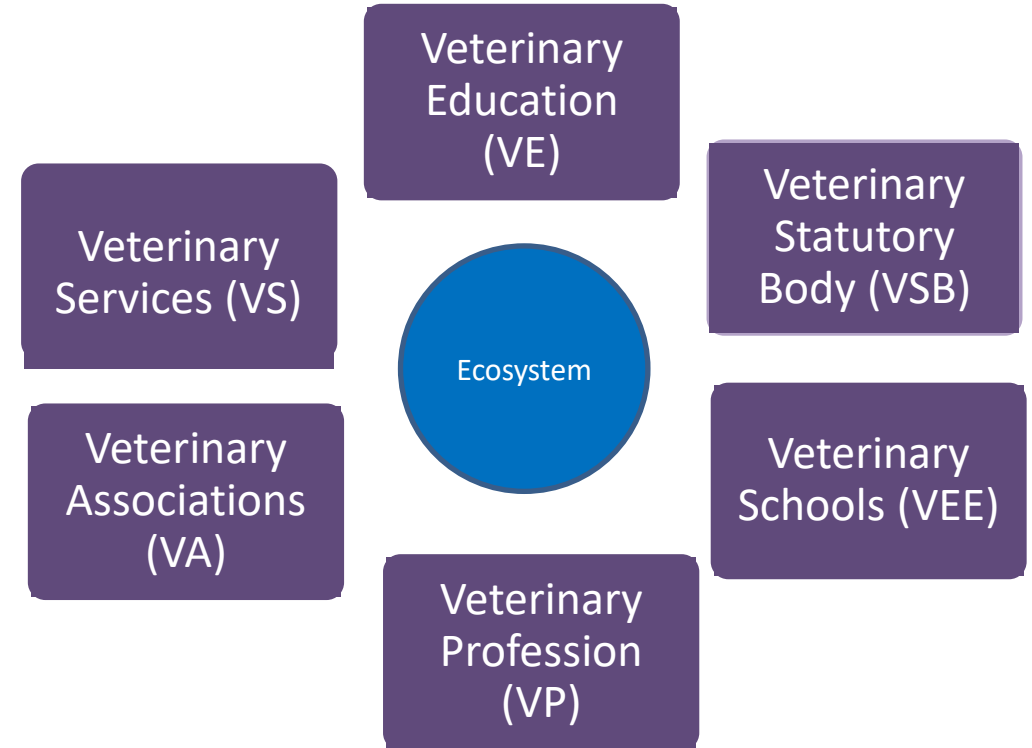 Veterinary
Education
(VE)
Veterinary
Statutory
Body (VSB)
Veterinary
Services (VS)
Ecosystem
Veterinary
Schools (VEE)
Veterinary
Associations
(VA)
Veterinary
Profession
(VP)